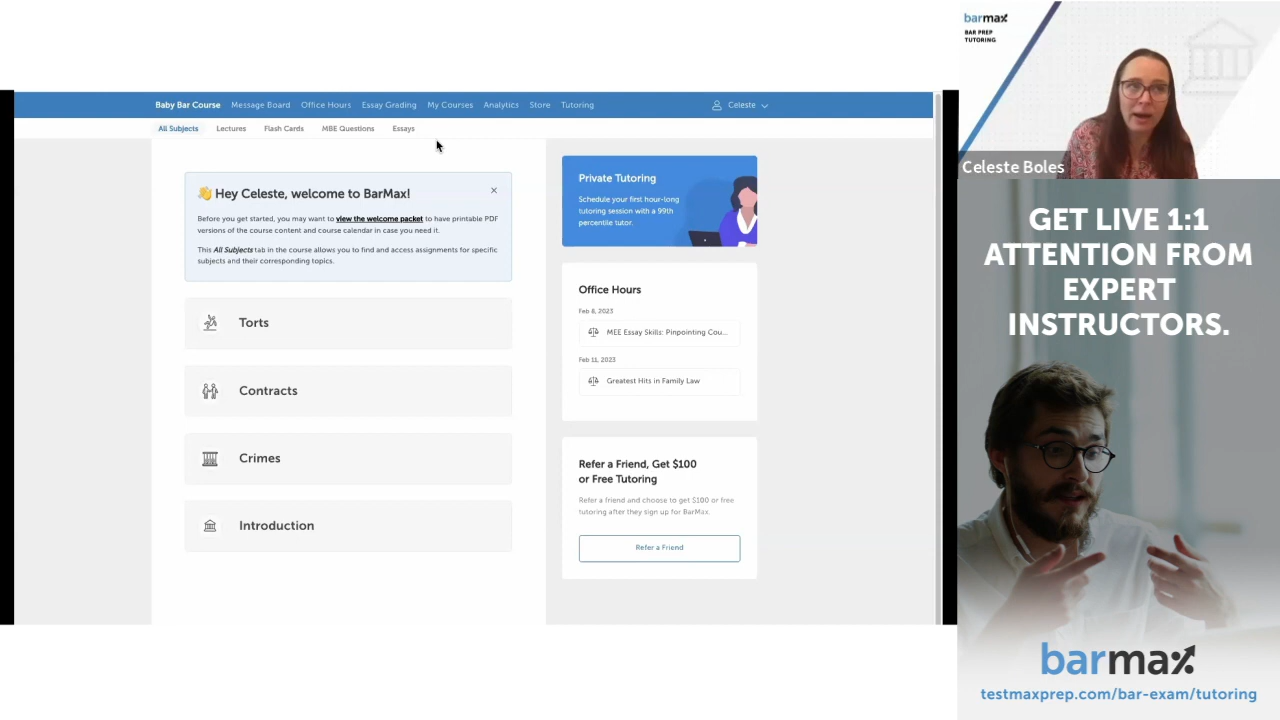 Baby Bar Course Message Board Office Hours Essay Grading My Courses Analytics Store Tutoring Celeste
All Subjects Lectures Flash Cards MBE Questions Essays
Hey Celeste, welcome to BarMax!
Before you get started, you may want to view the welcome packet to have printable PDF
versions of the course content and course calendar in case you need it.
This All Subjects tab in the course allows you to find and access assignments for specific
subjects and their corresponding topics.
Torts
Contracts
Crimes
Introduction
Private Tutoring
Schedule your first hour-long
tutoring session with a 99th
percentile tutor.
Office Hours
Feb 8, 2023
MEE Essay Skills: Pinpointing Cou...
Feb 11, 2023
Greatest Hits in Family Law
Refer a Friend, Get $100
or Free Tutoring
Refer a friend and choose to get $100 or free
tutoring after they sign up for BarMax.
Refer a Friend
barmax
BAR PREP
TUTORING
Celeste Boles
GET LIVE 1:1
ATTENTION FROM
EXPERT
INSTRUCTORS.
barmax
testmaxprep.com/bar-exam/tutoring